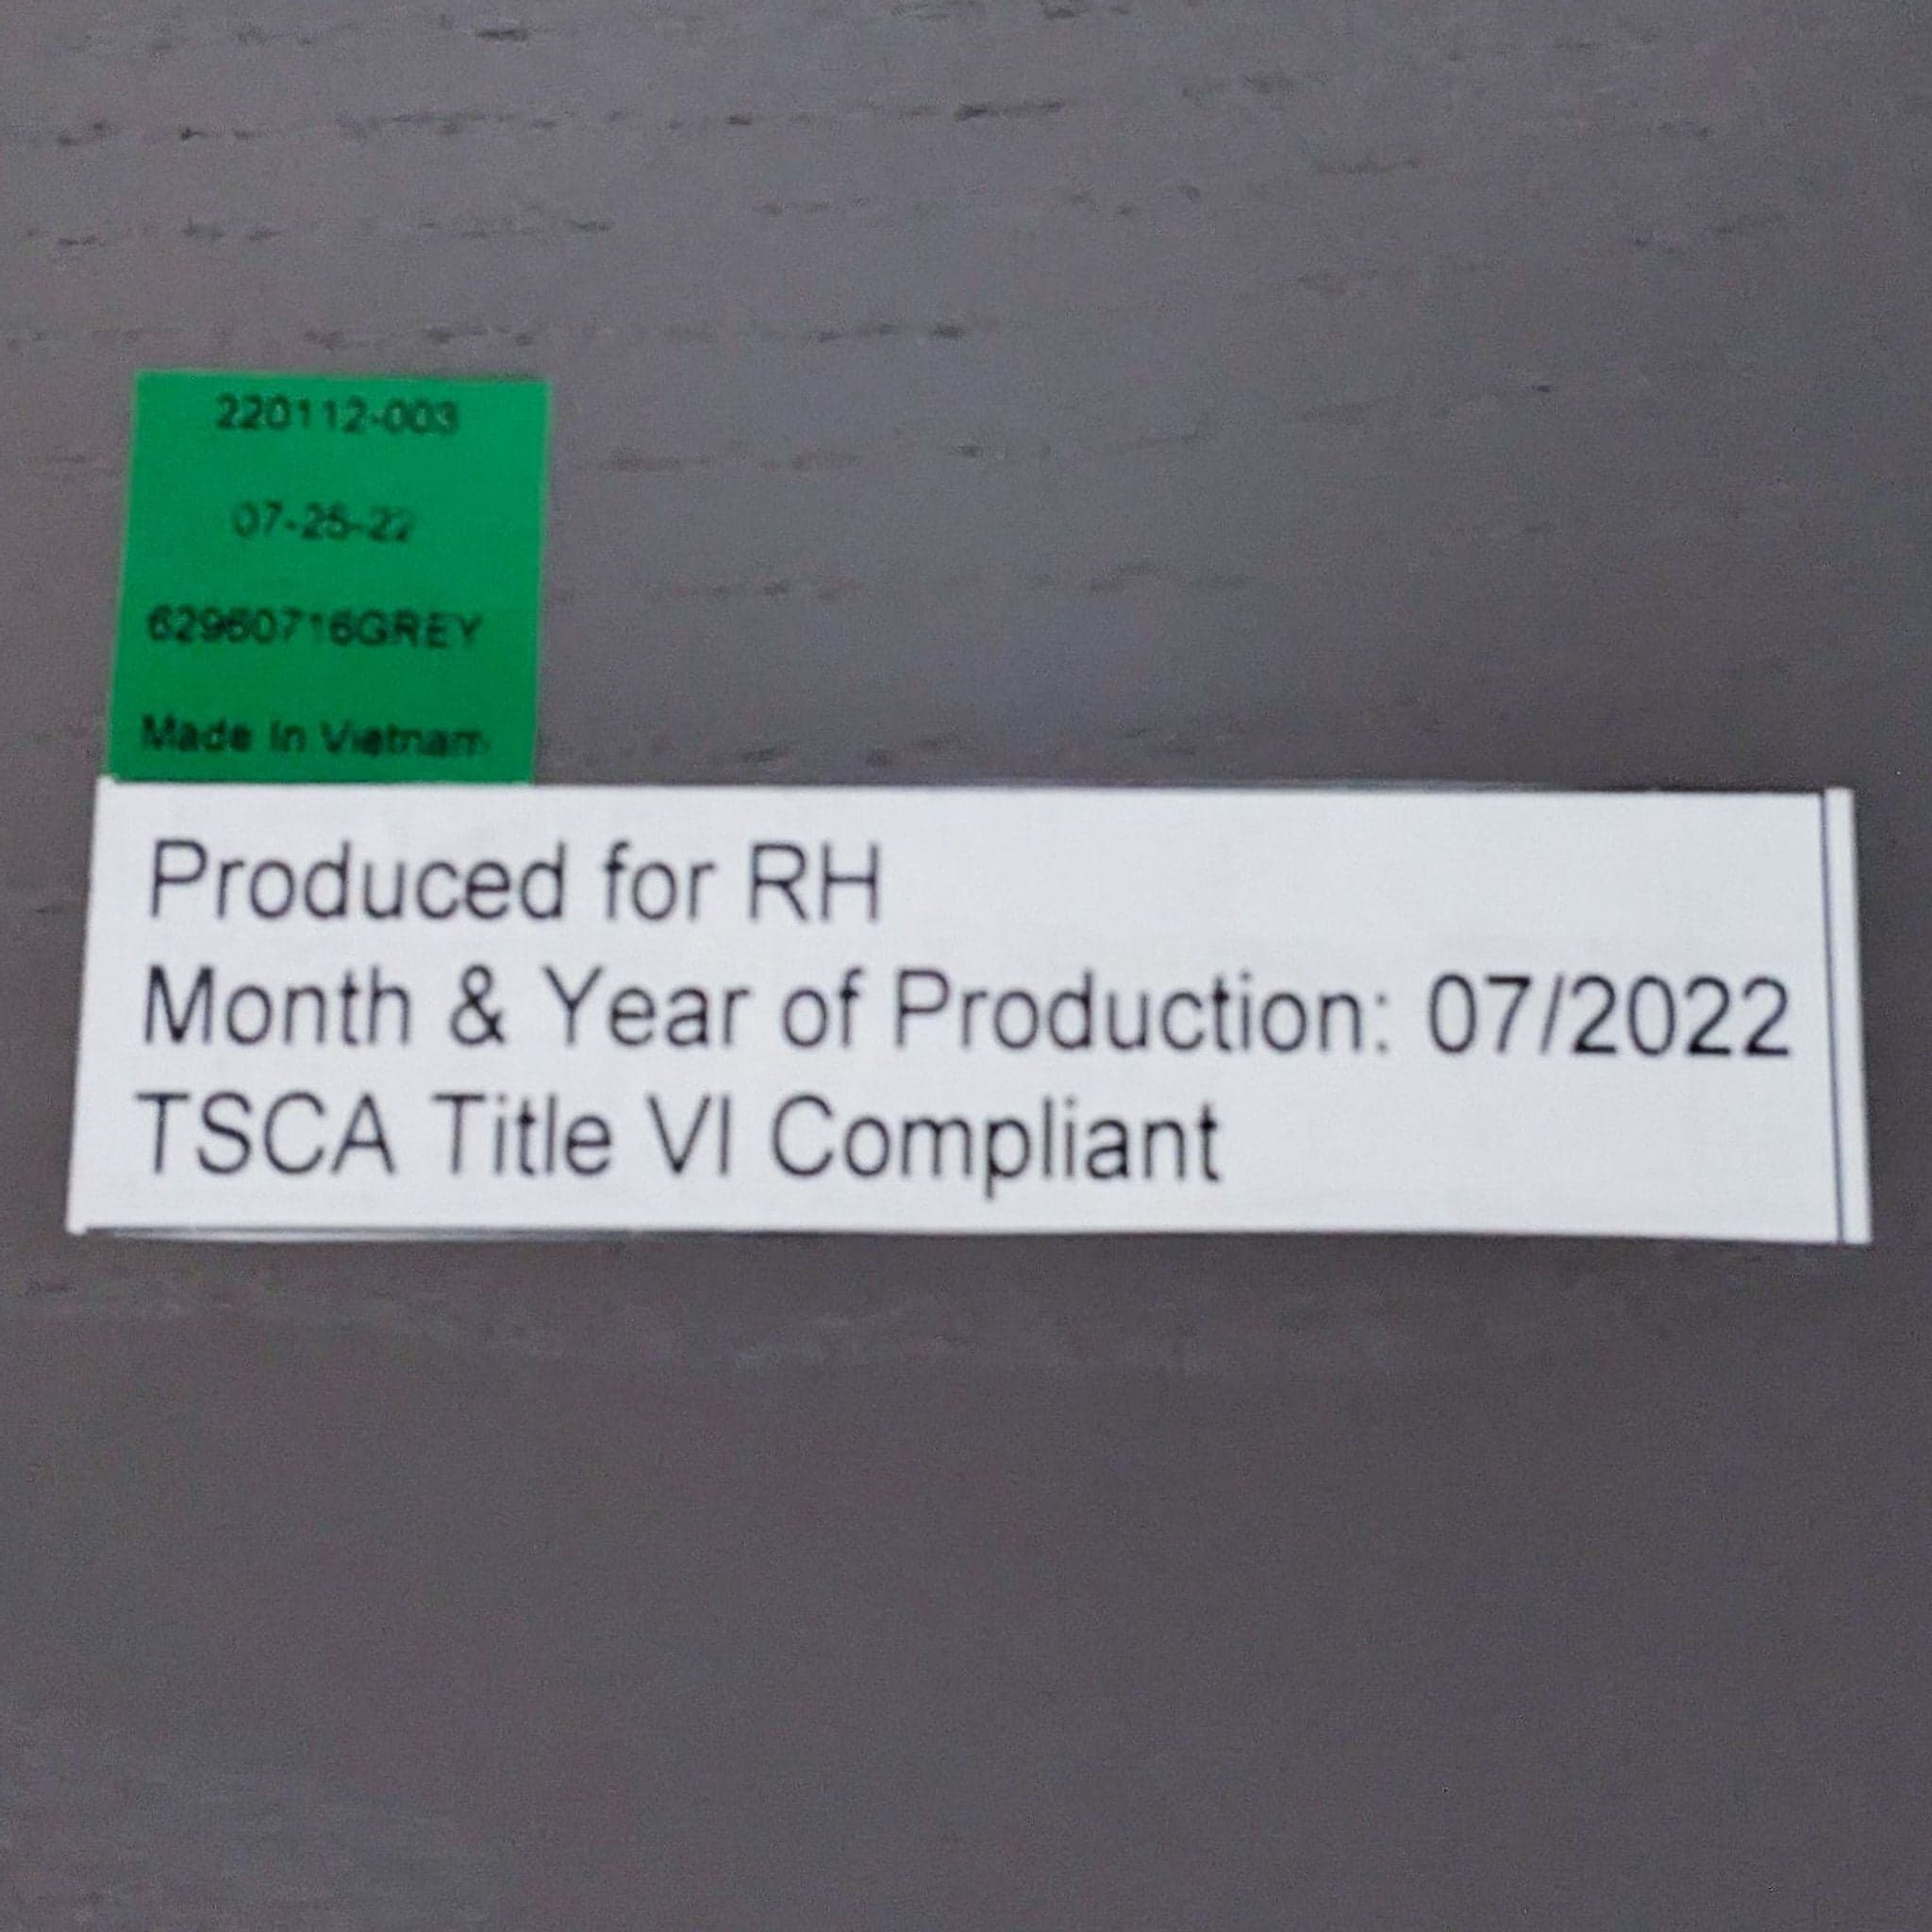 220112-003
07-25-22
62960716GREY
Made In Vietnam
Produced for RH
Month & Year of Production: 07/2022
TSCA Title VI Compliant